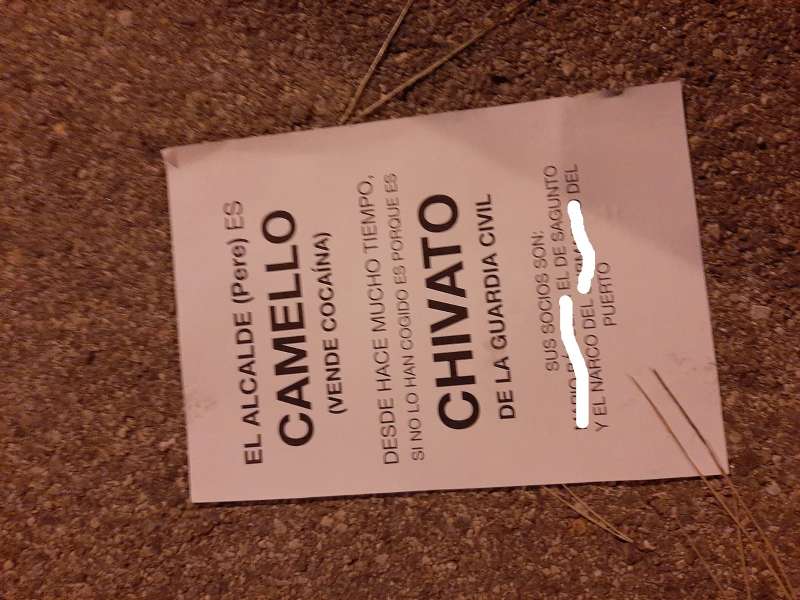 EL ALCALDE (Pere) ES
CAMELLO
(VENDE COCAÍNA)
DESDE HACE MUCHO TIEMPO,
SI NO LO HAN COGIDO ES PORQUE ES
CHIVATO
DE LA GUARDIA CIVIL
SUS SOCIOS SON:
EL DE SAGUNTO
Y EL NARCO DEL DEL
PUERTO